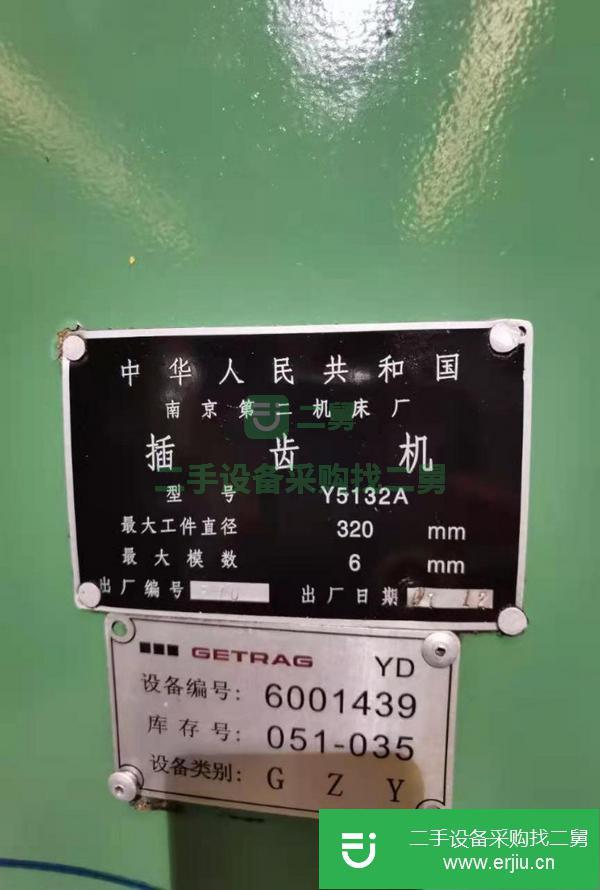 中华人民共和国
南京第二机床厂
二舅
插齿机
二手设备采购找二舅
型号 Y5132A
最大工件直径 320 mm
最大模数 6 mm
出厂编号 出厂日期 12
GETRAG YD
设备编号: 6001439
库存号: 051-035
设备类别: G Z Y
二手设备采购找二舅
www.erjiu.cn